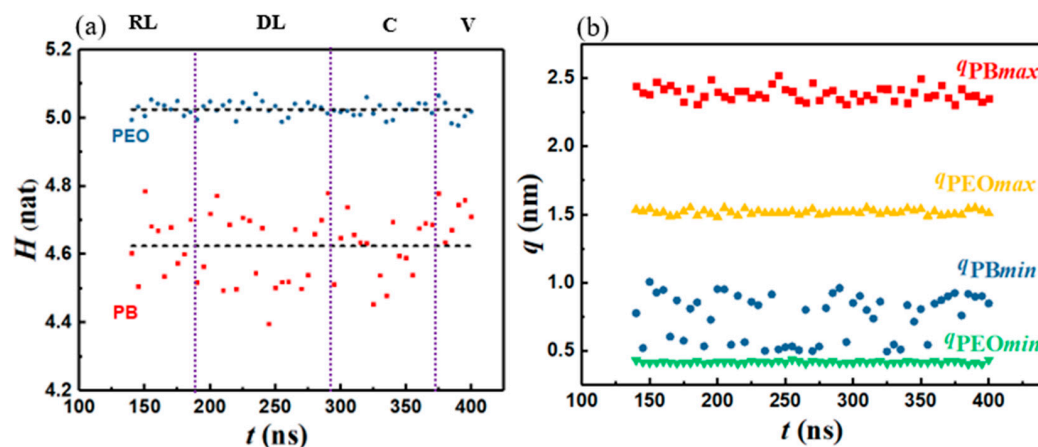 (a) RL DL C V
5.2
5.0
4.8
4.6
4.4
4.2
H (nat)
PEO
PB
100 150 200 250 300 350 400
t (ns)
(b)
2.5
2.0
1.5
1.0
0.5
q (nm)
qPBmax
qPEOmax
qPBmin
qPEOmin
100 150 200 250 300 350 400
t (ns)